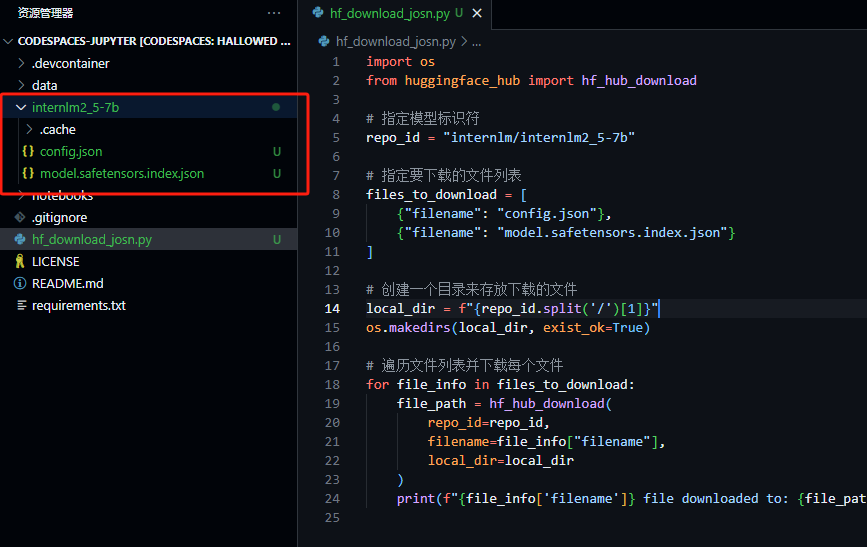 资源管理器
···
CODESPACES-JUPYTER [CODESPACES: HALLOWED ...
.devcontainer
data
internlm2_5-7b
.cache
{} config.json U
{} model.safetensors.index.json U
notebooks
.gitignore
hf_download_josn.py U
LICENSE
README.md
requirements.txt
hf_download_josn.py U ×
hf_download_josn.py > ...
1 import os
2 from huggingface_hub import hf_hub_download
3
4 # 指定模型标识符
5 repo_id = "internlm/internlm2_5-7b"
6
7 # 指定要下载的文件列表
8 files_to_download = [
9     {"filename": "config.json"},
10     {"filename": "model.safetensors.index.json"}
11 ]
12
13 # 创建一个目录来存放下载的文件
14 local_dir = f"{repo_id.split('/')[1]}"
15 os.makedirs(local_dir, exist_ok=True)
16
17 # 遍历文件列表并下载每个文件
18 for file_info in files_to_download:
19     file_path = hf_hub_download(
20         repo_id=repo_id,
21         filename=file_info["filename"],
22         local_dir=local_dir
23     )
24     print(f"{file_info['filename']} file downloaded to: {file_pat
25